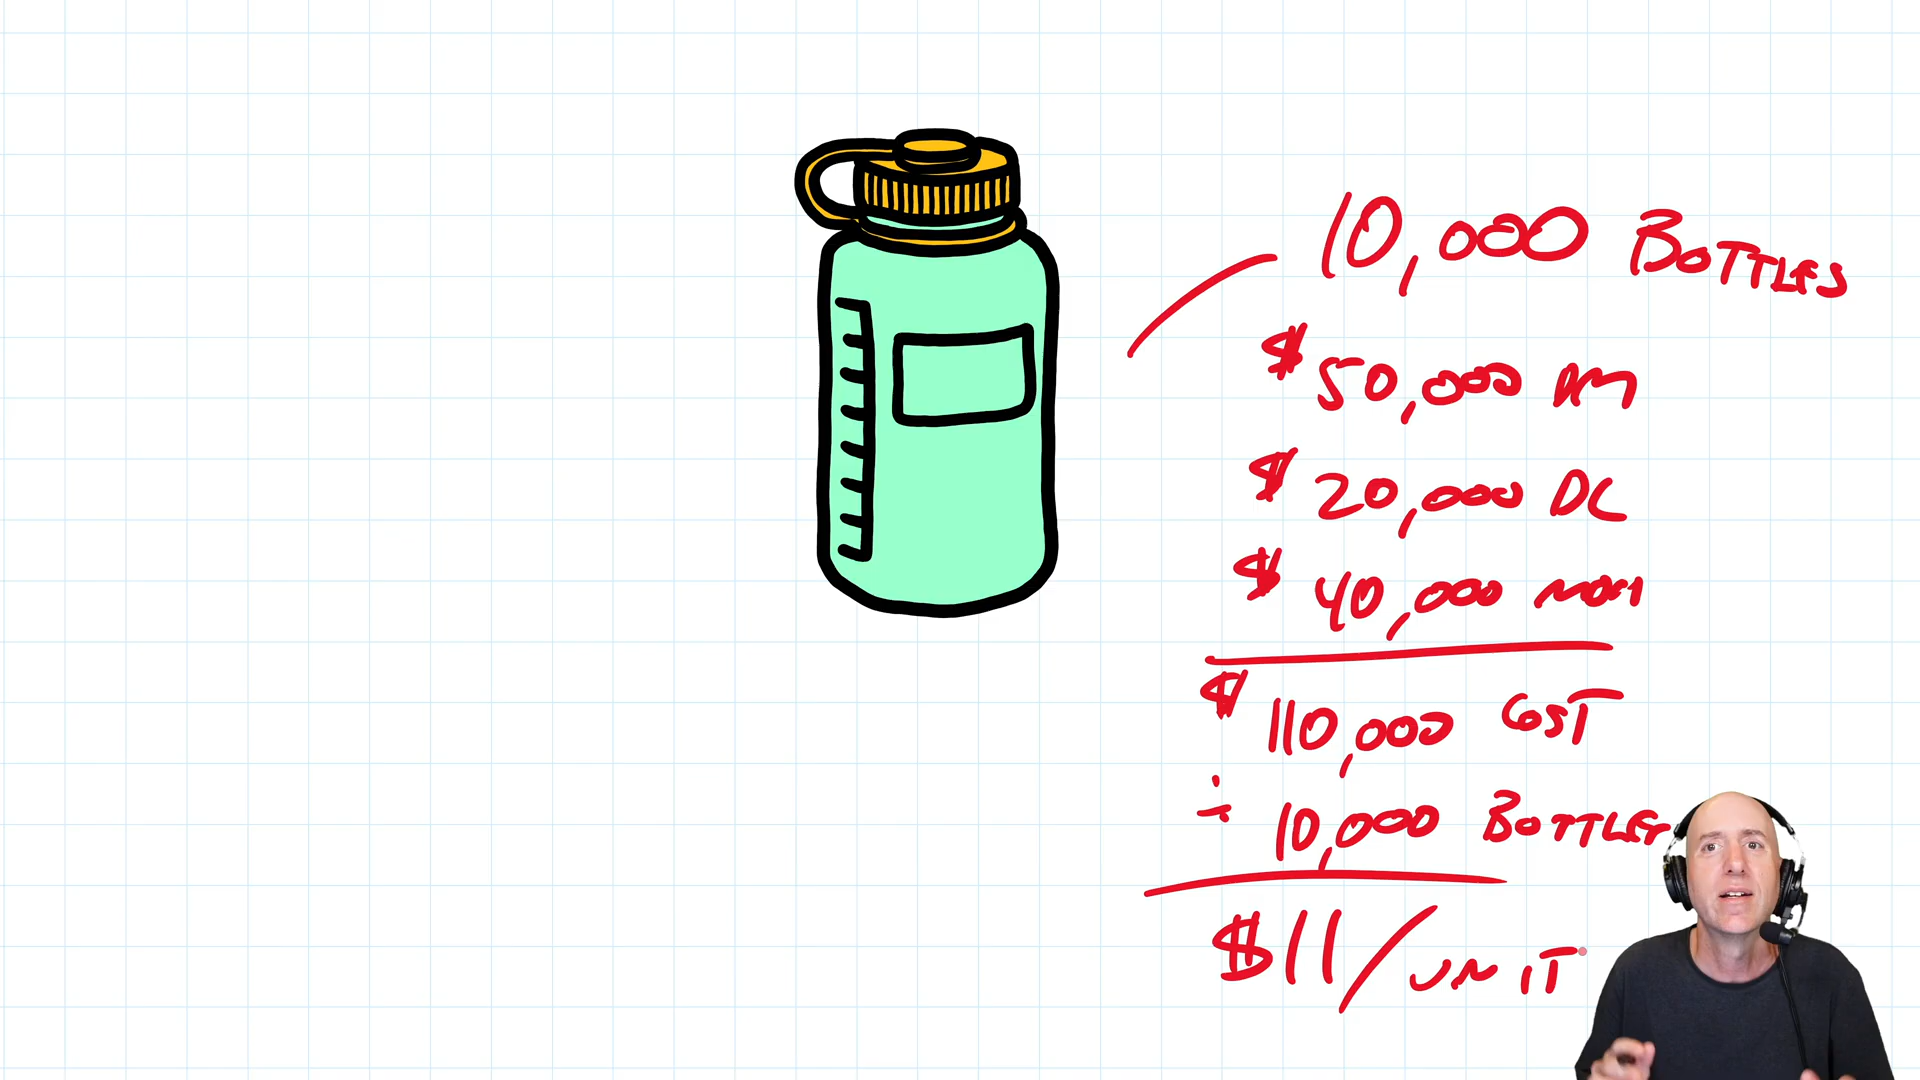 10,000 BOTTLES
$ 50,000 DM
$ 20,000 DL
$ 40,000 MOH
$ 110,000 COST
÷ 10,000 BOTTLES
$11/UNIT